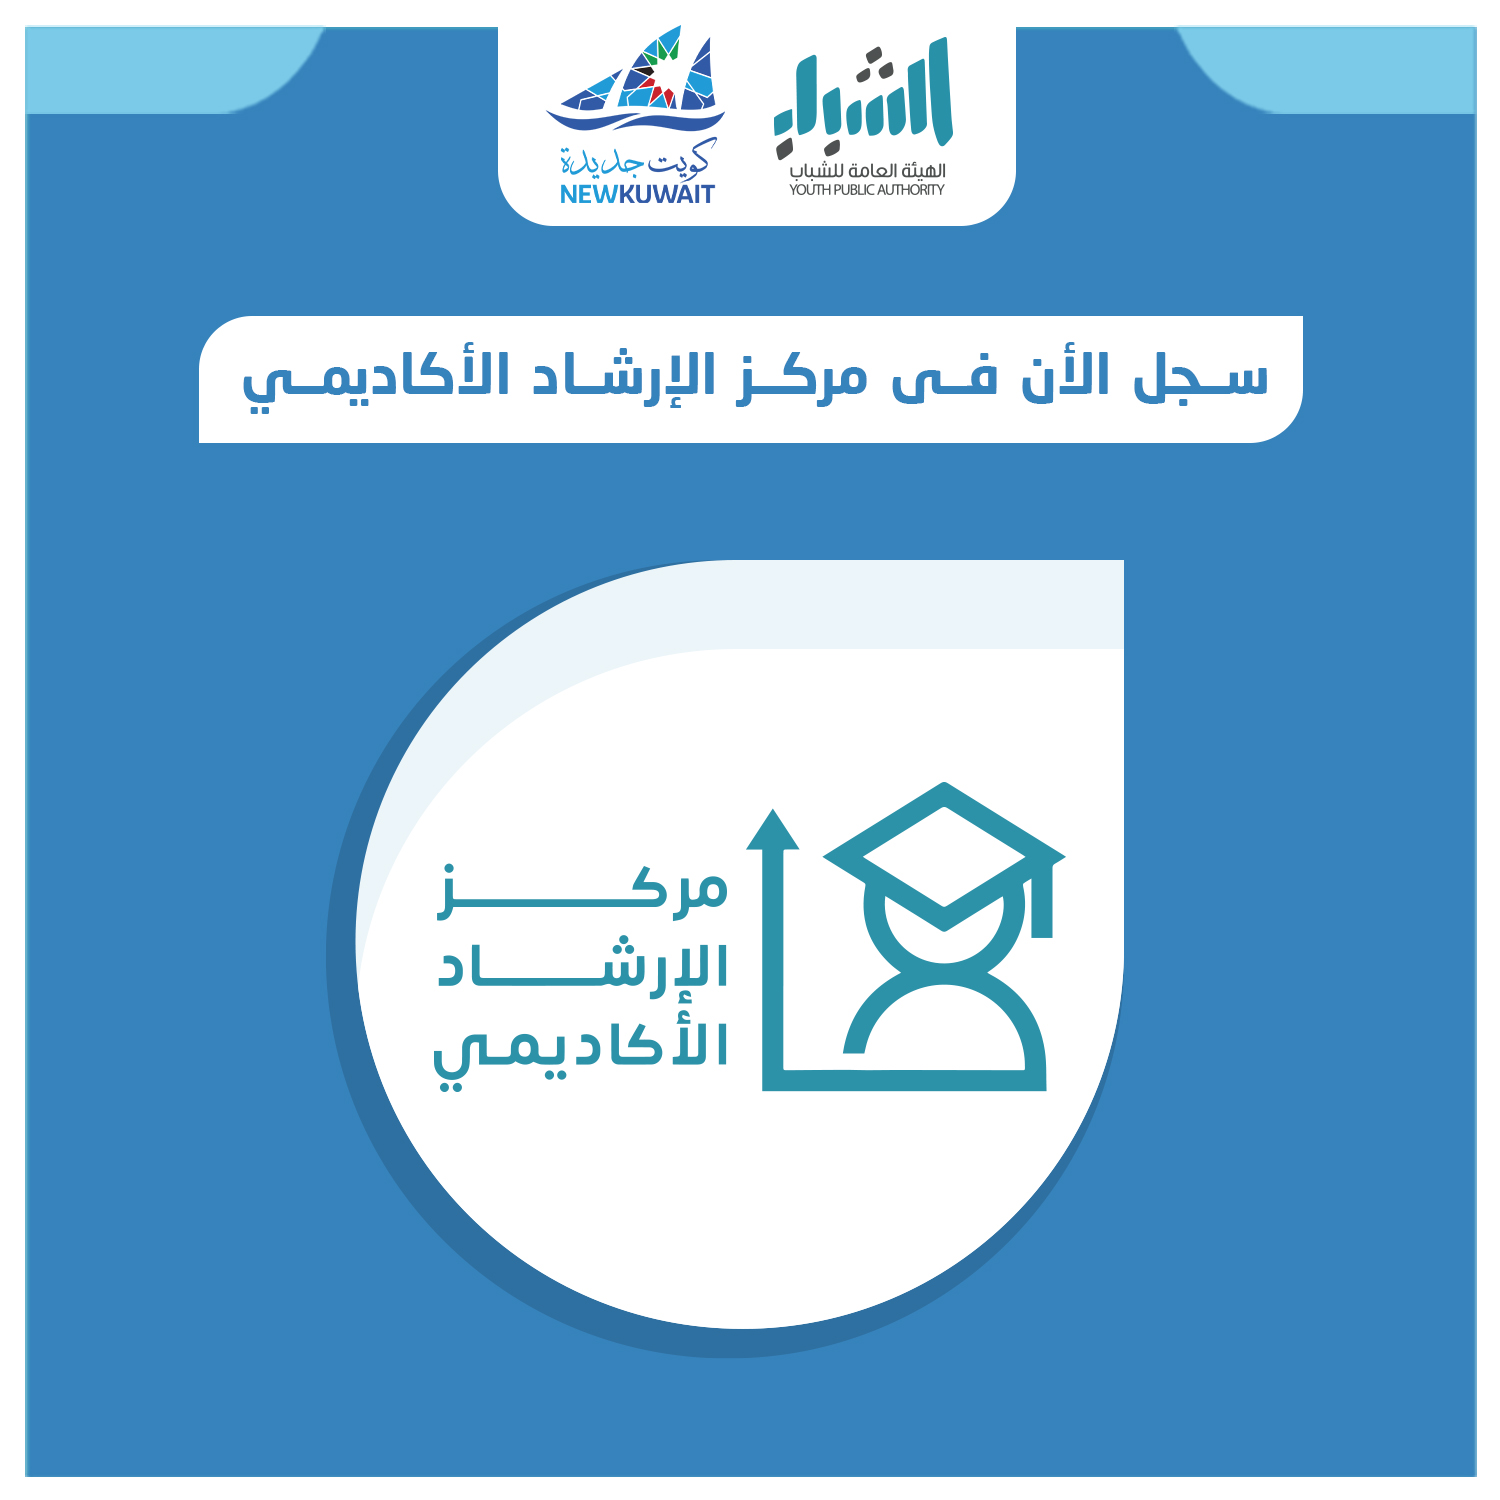 الشباب
الهيئة العامة للشباب
YOUTH PUBLIC AUTHORITY
كويت جديدة
NEWKUWAIT
سجل الأن فى مركز الإرشاد الأكاديمي
مركز
الإرشاد
الأكاديمي